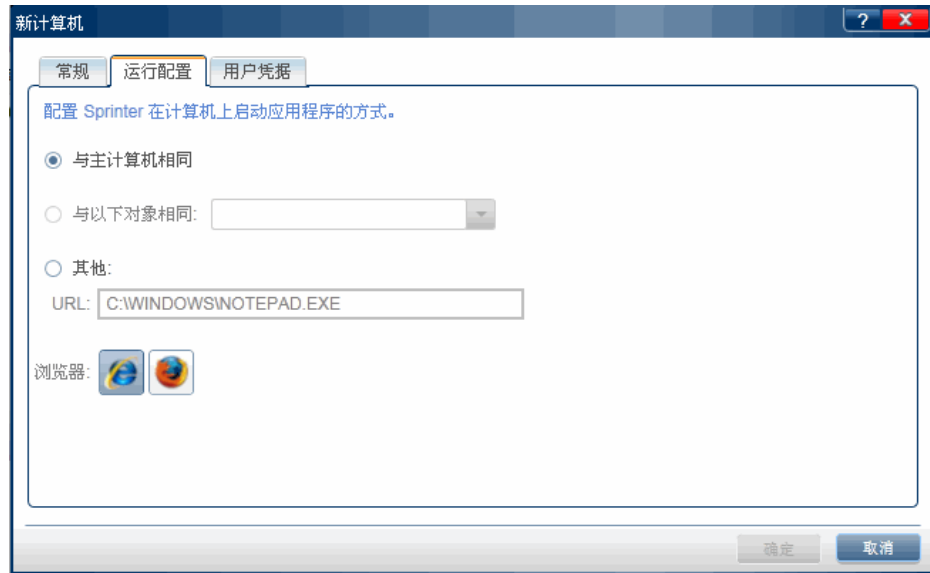 新计算机
常规 运行配置 用户凭据
配置 Sprinter 在计算机上启动应用程序的方式。
与主计算机相同
与以下对象相同:
其他:
URL: C:\WINDOWS\NOTEPAD.EXE
浏览器:
确定 取消